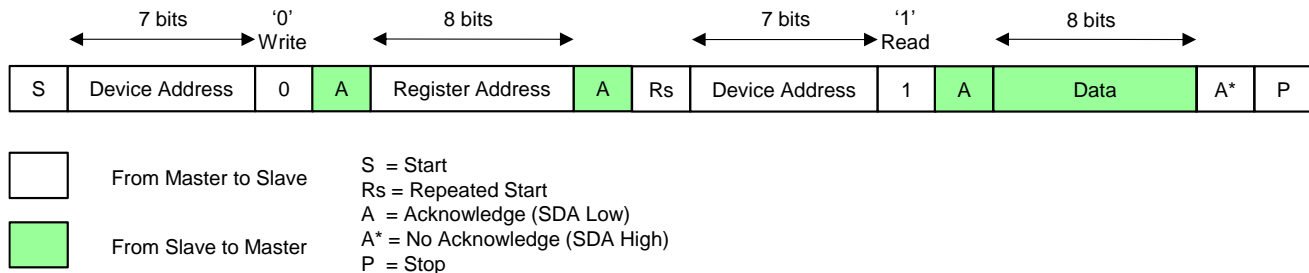 7 bits ‘0’ 8 bits 7 bits ‘1’ 8 bits
Write Read
S Device Address 0 A Register Address A Rs Device Address 1 A Data A* P
From Master to Slave
From Slave to Master
S = Start
Rs = Repeated Start
A = Acknowledge (SDA Low)
A* = No Acknowledge (SDA High)
P = Stop